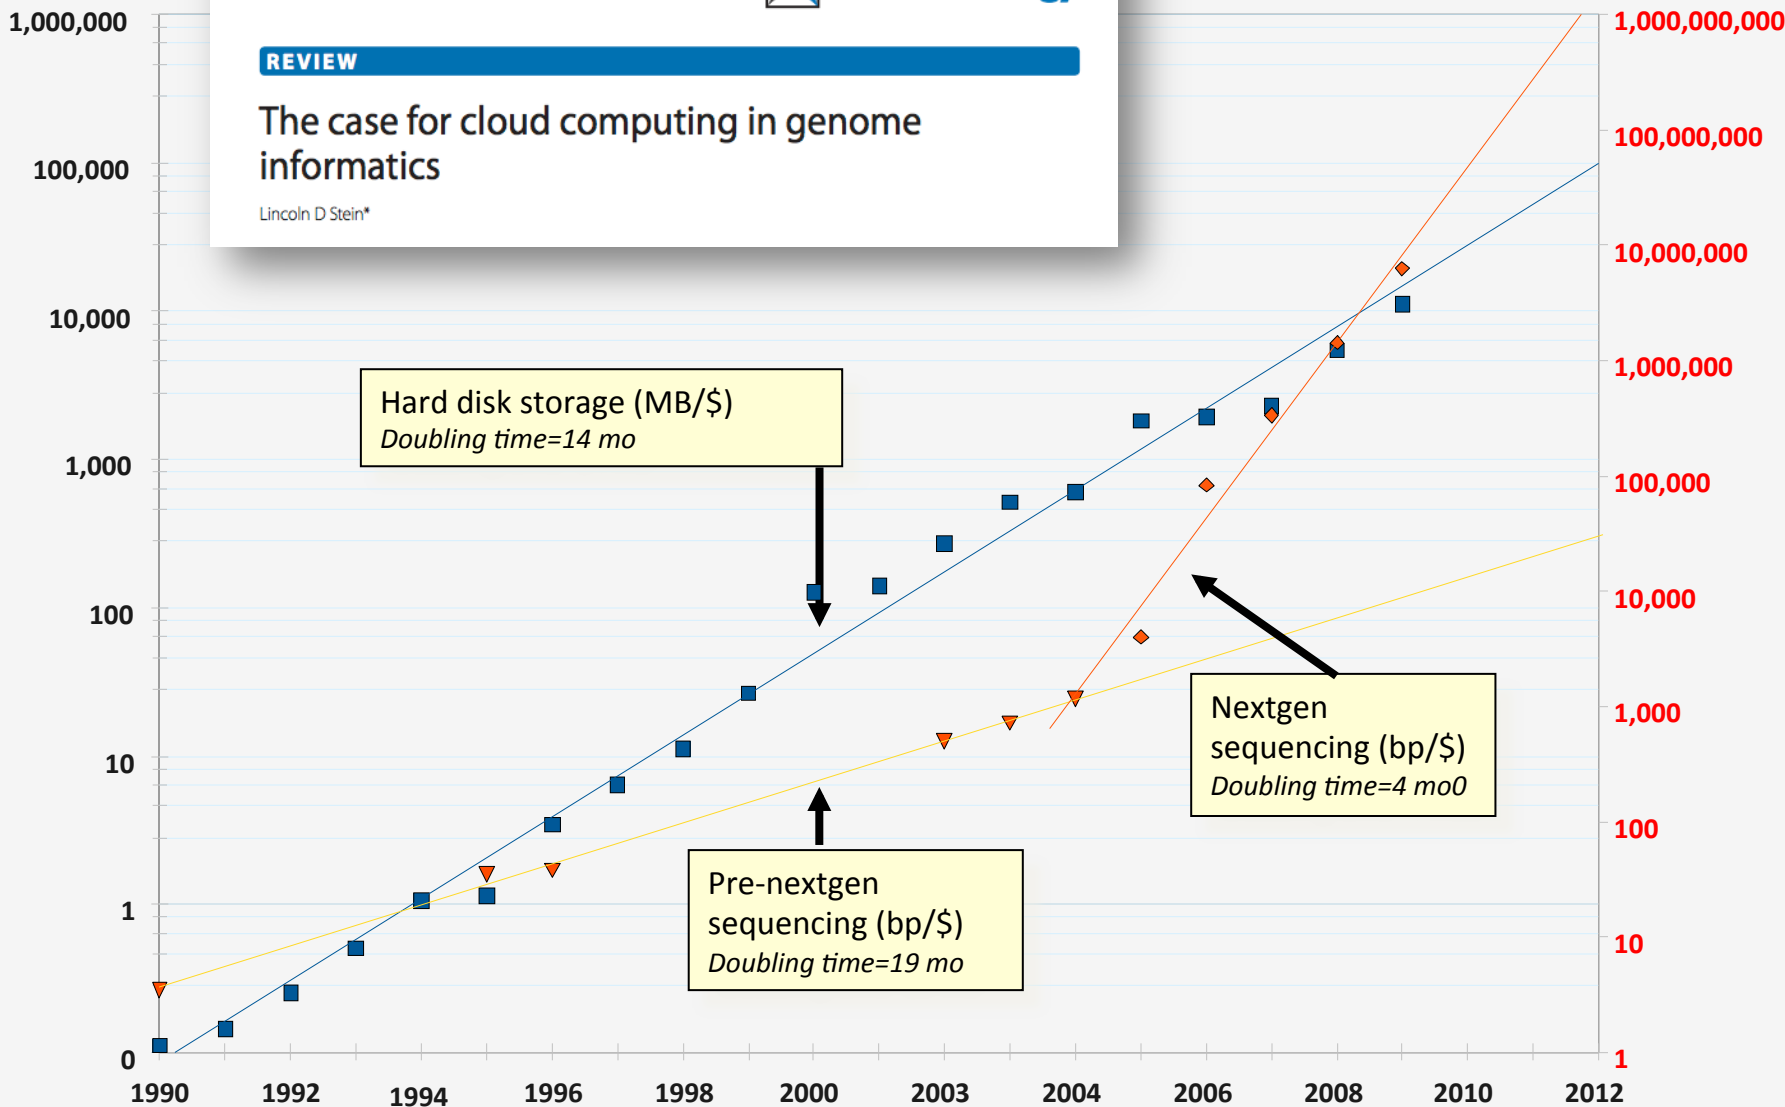 REVIEW
The case for cloud computing in genome
informatics
Lincoln D Stein*
1,000,000
100,000
10,000
1,000
100
10
1
0
1,000,000,000
100,000,000
10,000,000
1,000,000
100,000
10,000
1,000
100
10
1
Hard disk storage (MB/$)
Doubling time=14 mo
Nextgen
sequencing (bp/$)
Doubling time=4 mo0
Pre-nextgen
sequencing (bp/$)
Doubling time=19 mo
1990 1992 1994 1996 1998 2000 2003 2004 2006 2008 2010 2012